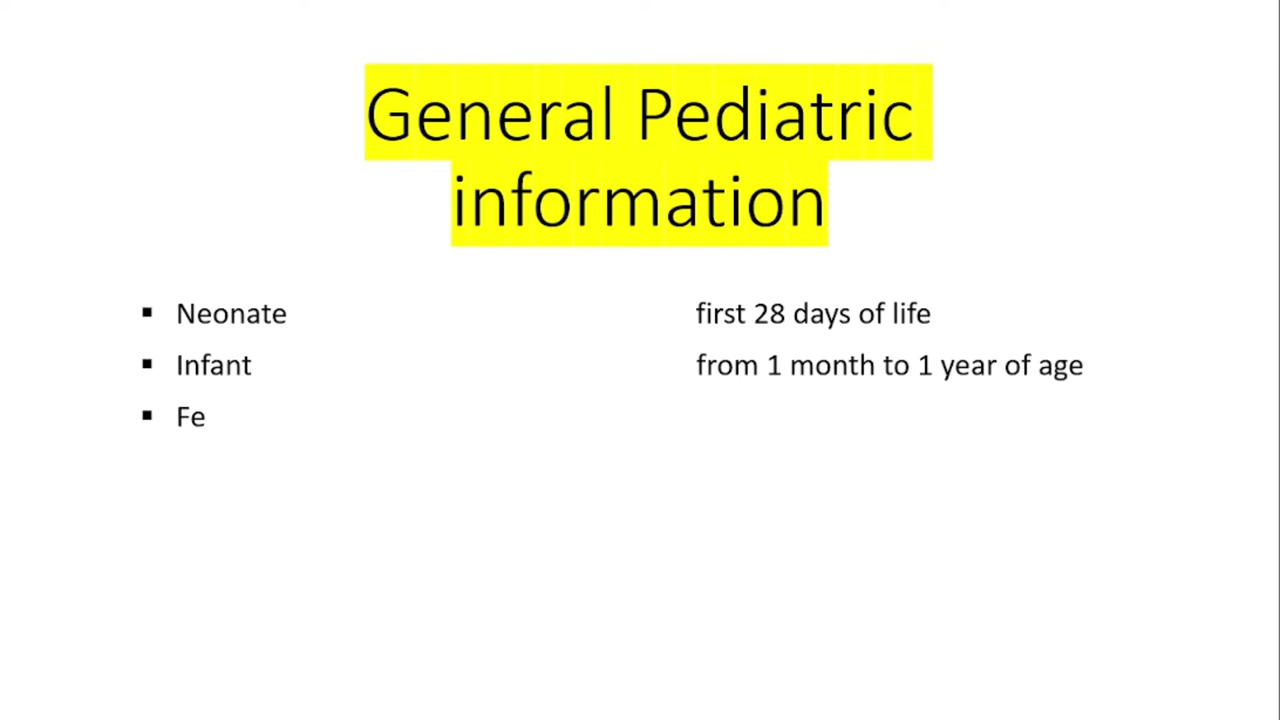 General Pediatric
information
▪ Neonate first 28 days of life
▪ Infant from 1 month to 1 year of age
▪ Fe